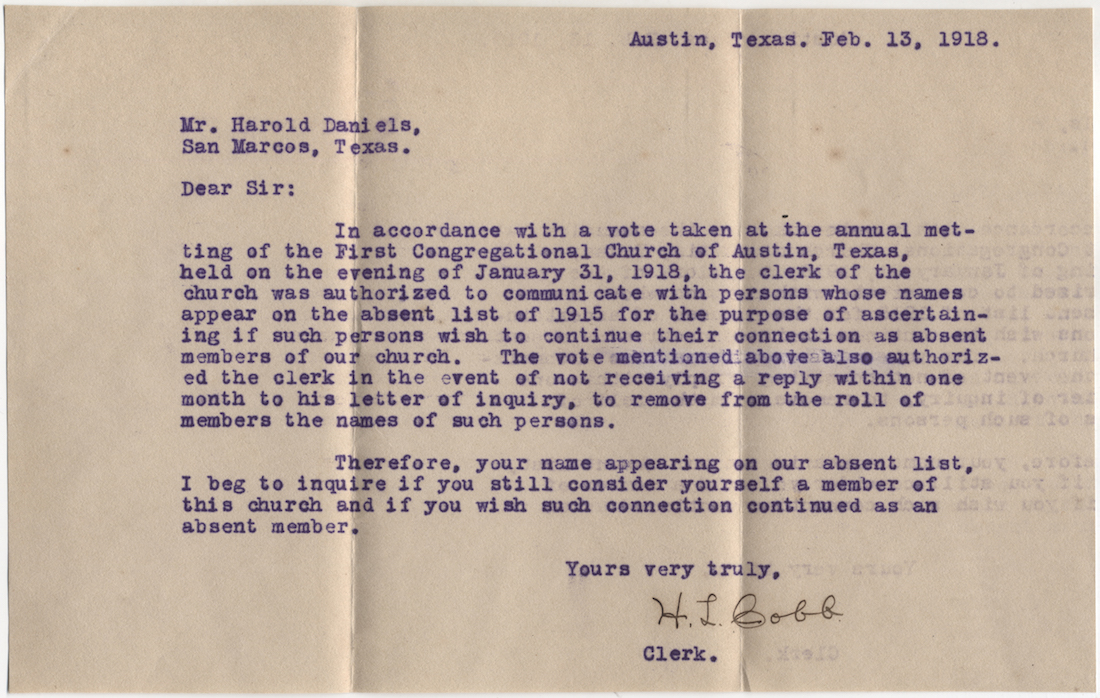 Austin, Texas. Feb. 13, 1918.
Mr. Harold Daniels,
San Marcos, Texas.
Dear Sir:
In accordance with a vote taken at the annual met-
ting of the First Congregational Church of Austin, Texas,
held on the evening of January 31, 1918, the clerk of the
church was authorized to communicate with persons whose names
appear on the absent list of 1915 for the purpose of ascertain-
ing if such persons wish to continue their connection as absent
members of our church. The vote mentioned above also authoriz-
ed the clerk in the event of not receiving a reply within one
month to his letter of inquiry, to remove from the roll of
members the names of such persons.
Therefore, your name appearing on our absent list,
I beg to inquire if you still consider yourself a member of
this church and if you wish such connection continued as an
absent member.
Yours very truly,
H. L. Cobb
Clerk.